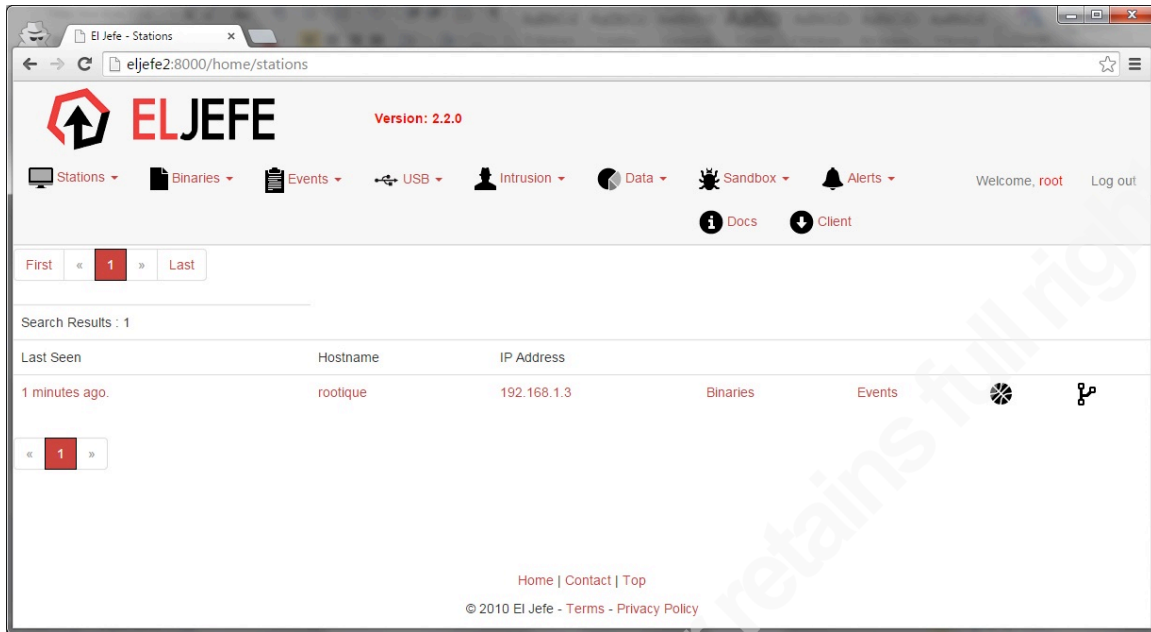 El Jefe - Stations
eljefe2:8000/home/stations
ELJEFE
Version: 2.2.0
Stations Binaries Events USB Intrusion Data Sandbox Alerts Welcome, root Log out
Docs Client
First « 1 » Last
Search Results : 1
Last Seen Hostname IP Address
1 minutes ago. rootique 192.168.1.3 Binaries Events
« 1 »
Home | Contact | Top
© 2010 El Jefe - Terms - Privacy Policy
retains full